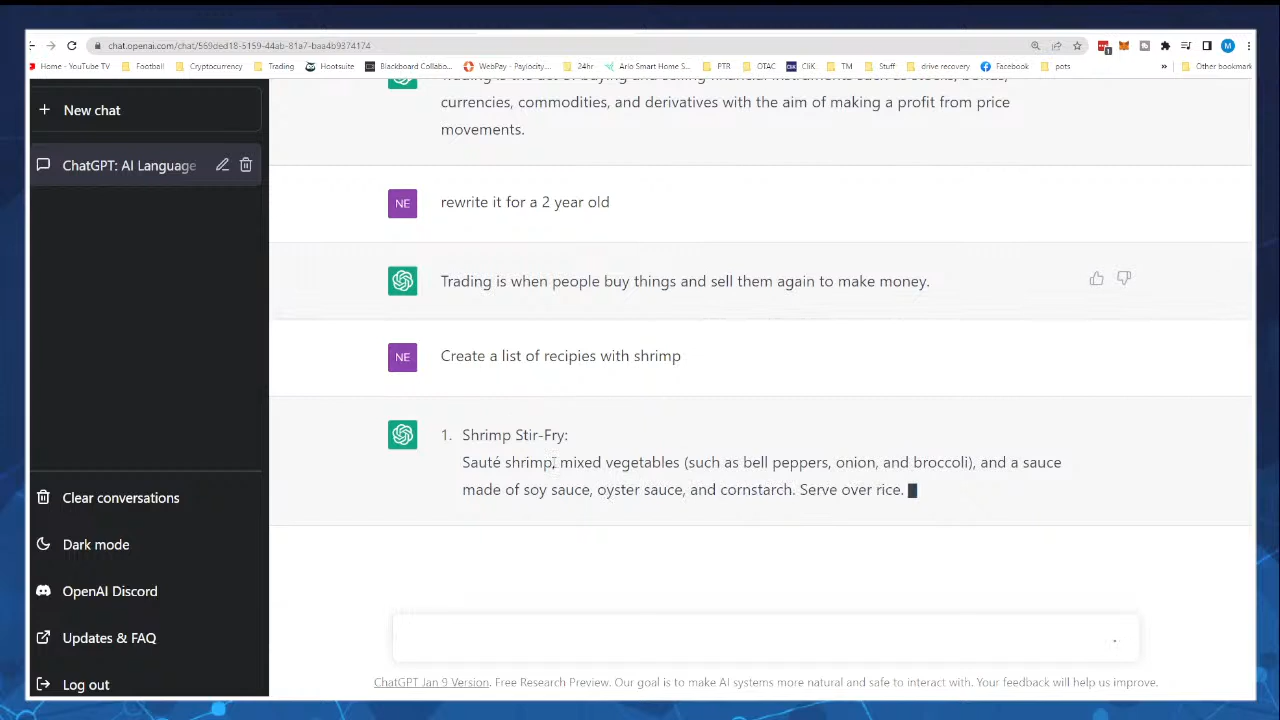 chat.openai.com/chat/569ded18-5159-44ab-81a7-baa4b9374174
1
M
Home - YouTube TV
Football
Cryptocurrency
Trading
Hootsuite
Blackboard Collabo...
WebPay - Paylocity...
24hr
Arlo Smart Home S...
PTR
OTAC
CliK
TM
Stuff
drive recovery
Facebook
pots
»
Other bookmark
New chat
ChatGPT: AI Language
currencies, commodities, and derivatives with the aim of making a profit from price
movements.
NE
rewrite it for a 2 year old
Trading is when people buy things and sell them again to make money.
NE
Create a list of recipies with shrimp
1. Shrimp Stir-Fry:
Sauté shrimp, mixed vegetables (such as bell peppers, onion, and broccoli), and a sauce
made of soy sauce, oyster sauce, and cornstarch. Serve over rice.
Clear conversations
Dark mode
OpenAI Discord
Updates & FAQ
Log out
ChatGPT Jan 9 Version. Free Research Preview. Our goal is to make AI systems more natural and safe to interact with. Your feedback will help us improve.